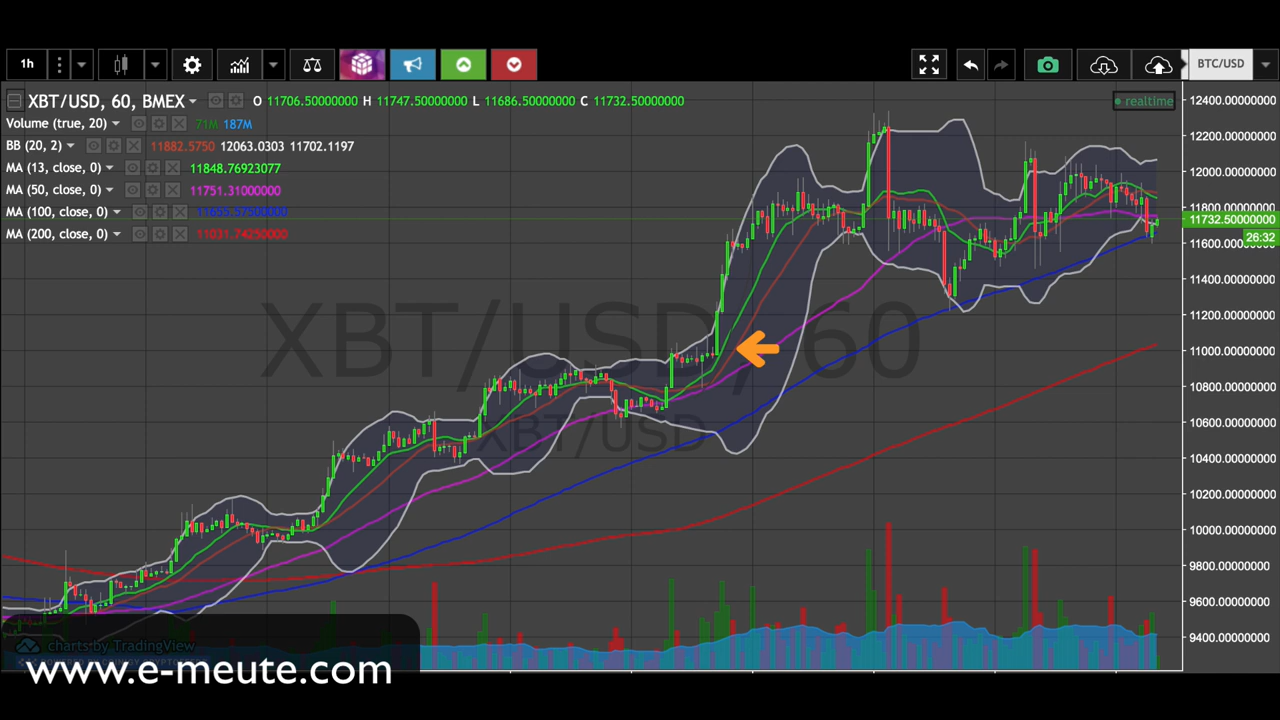 1h
BTC/USD
XBT/USD, 60, BMEX O 11706.50000000 H 11747.50000000 L 11686.50000000 C 11732.50000000
realtime
Volume (true, 20) 71M 187M
BB (20, 2) 11882.5750 12063.0303 11702.1197
MA (13, close, 0) 11848.76923077
MA (50, close, 0) 11751.31000000
MA (100, close, 0) 11655.57500000
MA (200, close, 0) 11031.74250000
12400.00000000
12200.00000000
12000.00000000
11800.00000000
11732.50000000
26:32
11600.00000000
11400.00000000
11200.00000000
11000.00000000
10800.00000000
10600.00000000
10400.00000000
10200.00000000
10000.00000000
9800.00000000
9600.00000000
9400.00000000
XBT/USD, 60
XBT/USD
charts by TradingView
www.e-meute.com